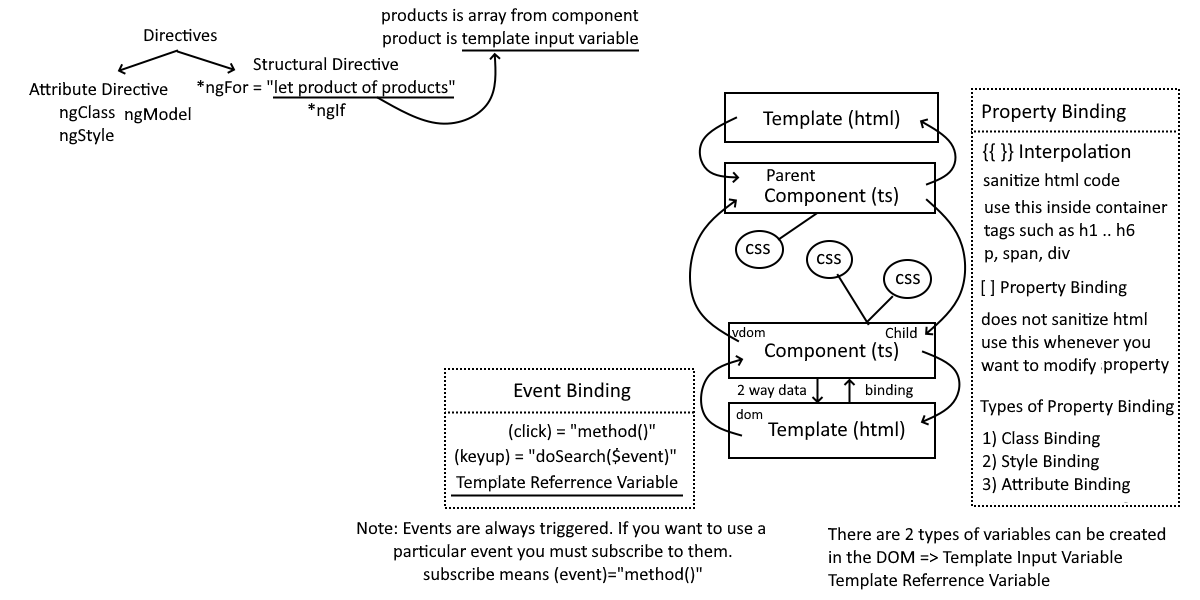 products is array from component
product is template input variable
Directives
Structural Directive
*ngFor = "let product of products"
*ngIf
Attribute Directive
ngClass ngModel
ngStyle
Template (html)
Parent
Component (ts)
css
css
css
vdom Child
Component (ts)
2 way data binding
dom
Template (html)
Property Binding
{{ }} Interpolation
sanitize html code
use this inside container
tags such as h1 .. h6
p, span, div
[ ] Property Binding
does not sanitize html
use this whenever you
want to modify property
Types of Property Binding
1) Class Binding
2) Style Binding
3) Attribute Binding
Event Binding
(click) = "method()"
(keyup) = "doSearch($event)"
Template Referrence Variable
Note: Events are always triggered. If you want to use a
particular event you must subscribe to them.
subscribe means (event)="method()"
There are 2 types of variables can be created
in the DOM => Template Input Variable
Template Referrence Variable